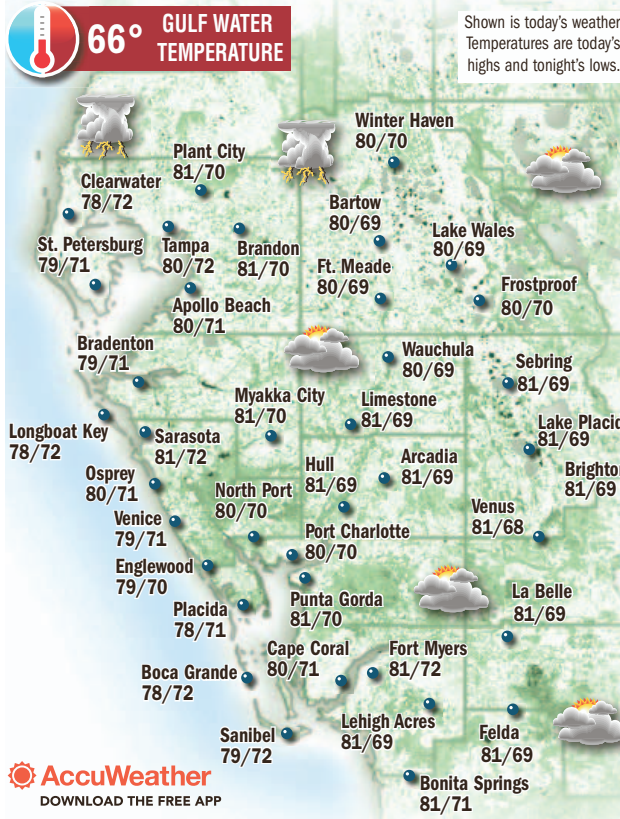 66°
GULF WATER
TEMPERATURE
Shown is today's weather
Temperatures are today's
highs and tonight's lows.
Winter Haven
80/70
Plant City
81/70
Clearwater
78/72
Bartow
80/69
Lake Wales
80/69
St. Petersburg
79/71
Tampa
80/72
Brandon
81/70
Ft. Meade
80/69
Frostproof
80/70
Apollo Beach
80/71
Bradenton
79/71
Wauchula
80/69
Sebring
81/69
Myakka City
81/70
Limestone
81/69
Longboat Key
78/72
Sarasota
81/72
Lake Placid
81/69
Osprey
80/71
North Port
80/70
Hull
81/69
Arcadia
81/69
Brighto
81/69
Venice
79/71
Venus
81/68
Port Charlotte
80/70
Englewood
79/70
Placida
78/71
Punta Gorda
81/70
La Belle
81/69
Cape Coral
80/71
Fort Myers
81/72
Boca Grande
78/72
Lehigh Acres
81/69
Felda
81/69
Sanibel
79/72
Bonita Springs
81/71
AccuWeather
DOWNLOAD THE FREE APP